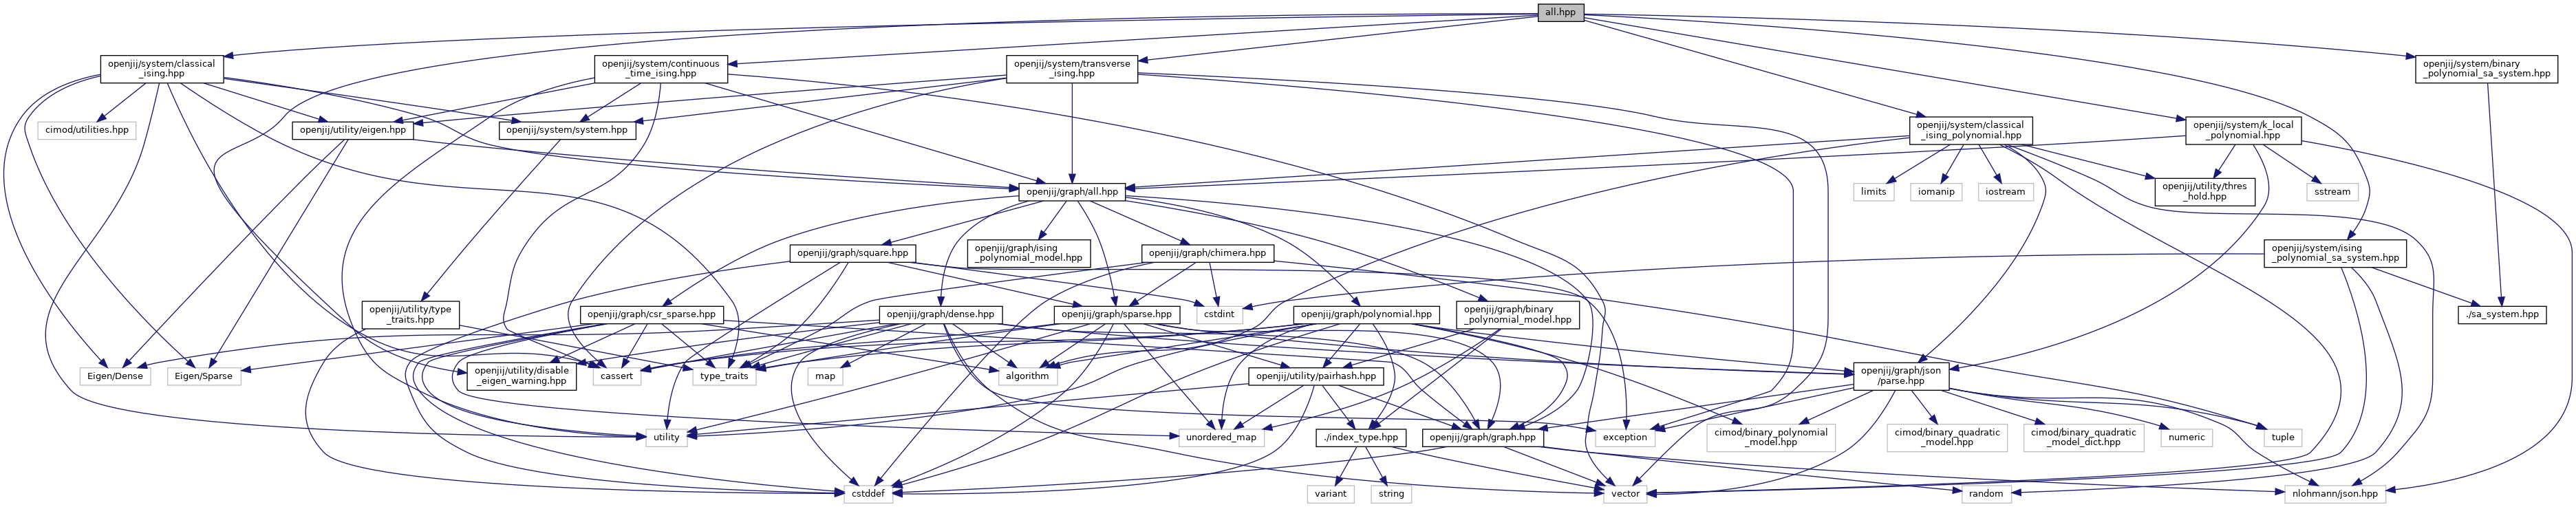 all.hpp
openjij/system/classical
_ising.hpp
openjij/system/continuous
_time_ising.hpp
openjij/system/transverse
_ising.hpp
openjij/system/binary
_polynomial_sa_system.hpp
cimod/utilities.hpp
openjij/utility/eigen.hpp
openjij/system/system.hpp
openjij/system/classical
_ising_polynomial.hpp
openjij/system/k_local
_polynomial.hpp
openjij/graph/all.hpp
limits
iomanip
iostream
openjij/utility/thres
_hold.hpp
sstream
openjij/graph/square.hpp
openjij/graph/ising
_polynomial_model.hpp
openjij/graph/chimera.hpp
openjij/system/ising
_polynomial_sa_system.hpp
openjij/utility/type
_traits.hpp
openjij/graph/csr_sparse.hpp
openjij/graph/dense.hpp
openjij/graph/sparse.hpp
cstdint
openjij/graph/polynomial.hpp
openjij/graph/binary
_polynomial_model.hpp
./sa_system.hpp
Eigen/Dense
Eigen/Sparse
openjij/utility/disable
_eigen_warning.hpp
cassert
type_traits
map
algorithm
openjij/utility/pairhash.hpp
openjij/graph/json
/parse.hpp
utility
unordered_map
./index_type.hpp
openjij/graph/graph.hpp
exception
cimod/binary_polynomial
_model.hpp
cimod/binary_quadratic
_model.hpp
cimod/binary_quadratic
_model_dict.hpp
numeric
tuple
cstddef
variant
string
vector
random
nlohmann/json.hpp